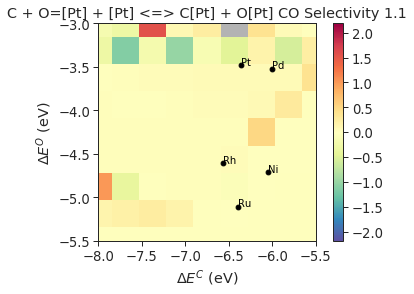 C + O=[Pt] + [Pt] <=> C[Pt] + O[Pt] CO Selectivity 1.1
−3.0
−3.5
−4.0
−4.5
−5.0
−5.5
ΔE^O (eV)
Pt
Pd
Rh
Ni
Ru
−8.0 −7.5 −7.0 −6.5 −6.0 −5.5
ΔE^C (eV)
2.0
1.5
1.0
0.5
0.0
−0.5
−1.0
−1.5
−2.0